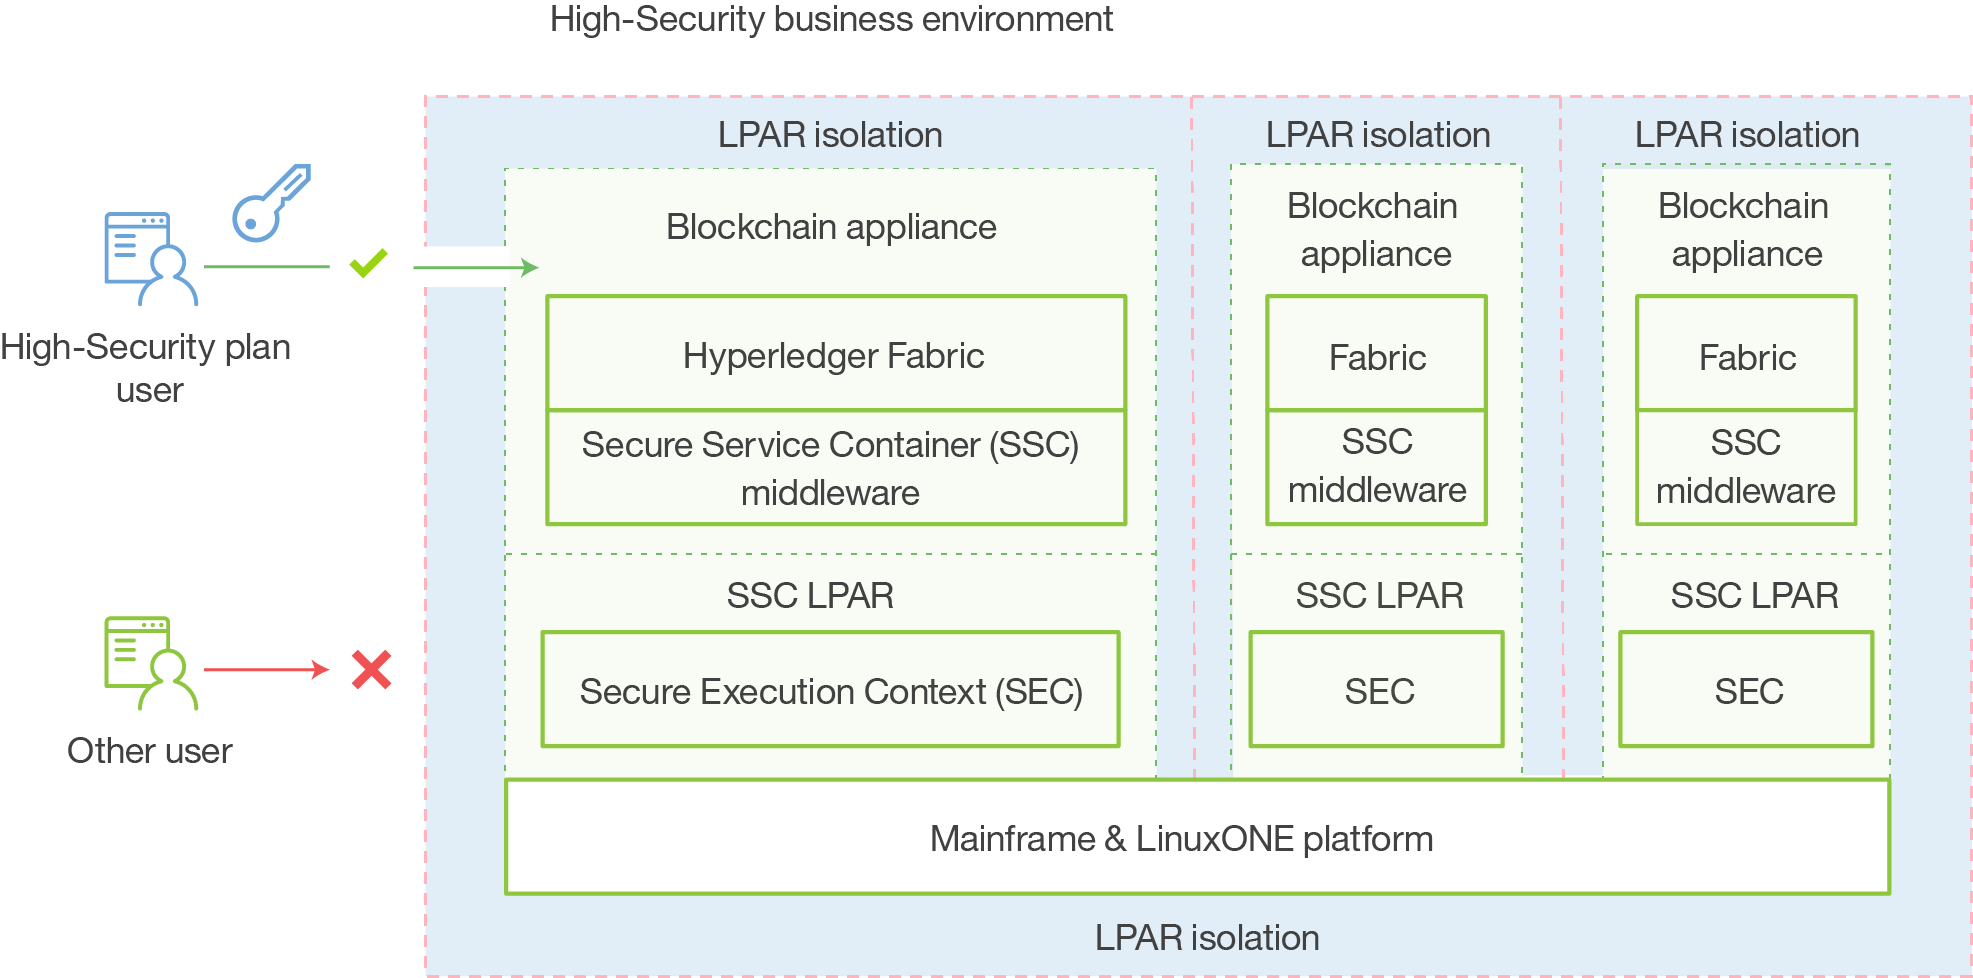 High-Security business environment
LPAR isolation
LPAR isolation
LPAR isolation
Blockchain appliance
Blockchain
appliance
Blockchain
appliance
High-Security plan
user
Hyperledger Fabric
Fabric
Fabric
Secure Service Container (SSC)
middleware
SSC
middleware
SSC
middleware
SSC LPAR
SSC LPAR
SSC LPAR
Secure Execution Context (SEC)
SEC
SEC
Other user
Mainframe & LinuxONE platform
LPAR isolation